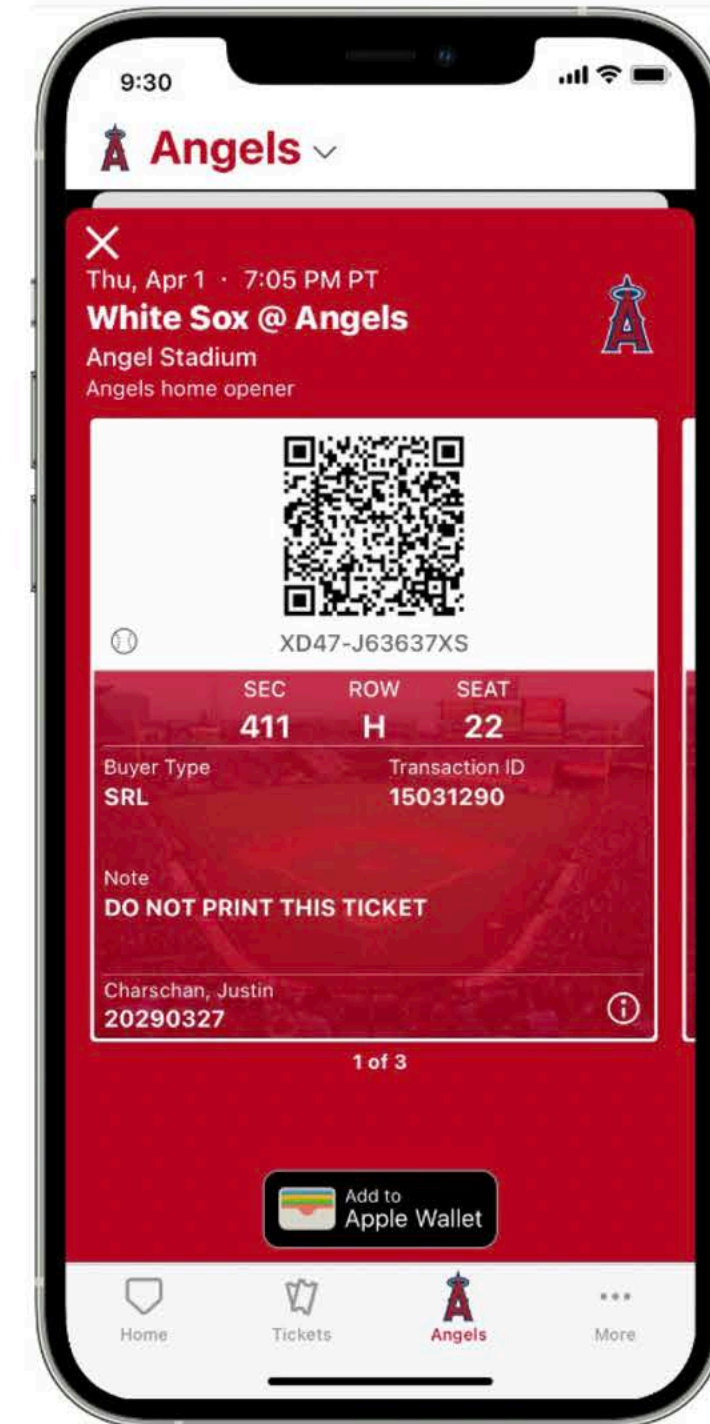 9:30
Angels
Thu, Apr 1 · 7:05 PM PT
White Sox @ Angels
Angel Stadium
Angels home opener
XD47-J63637XS
SEC ROW SEAT
411 H 22
Buyer Type Transaction ID
SRL 15031290
Note
DO NOT PRINT THIS TICKET
Charschan, Justin
20290327
1 of 3
Add to
Apple Wallet
Home Tickets Angels More